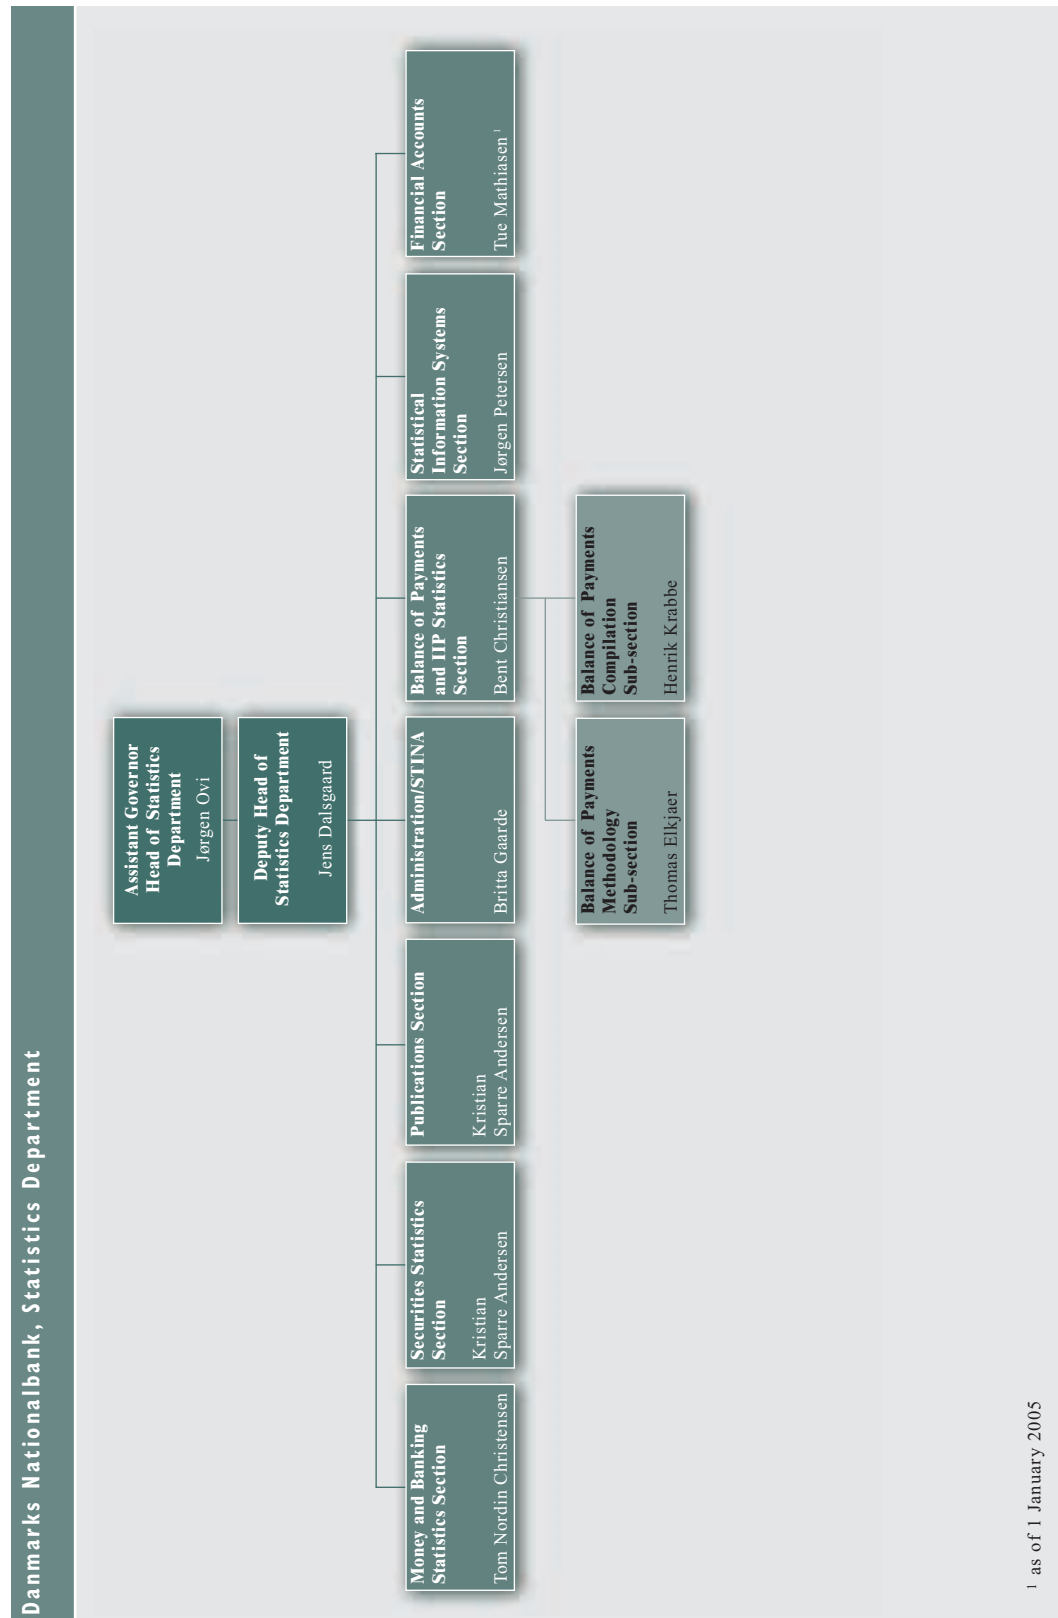 Danmarks Nationalbank, Statistics Department
Assistant Governor
Head of Statistics
Department
Jørgen Ovi
Deputy Head of
Statistics Department
Jens Dalsgaard
Money and Banking
Statistics Section
Tom Nordin Christensen
Securities Statistics
Section
Kristian
Sparre Andersen
Publications Section
Kristian
Sparre Andersen
Administration/STINA
Britta Gaarde
Balance of Payments
and IIP Statistics
Section
Bent Christiansen
Statistical
Information Systems
Section
Jørgen Petersen
Financial Accounts
Section
Tue Mathiasen ¹
Balance of Payments
Methodology
Sub-section
Thomas Elkjaer
Balance of Payments
Compilation
Sub-section
Henrik Krabbe
¹ as of 1 January 2005